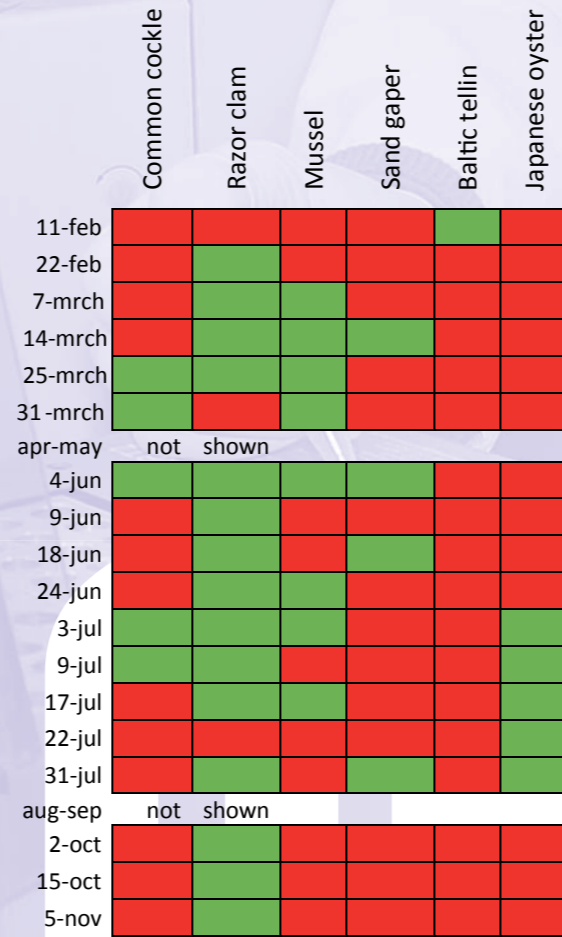 Common cockle
Razor clam
Mussel
Sand gaper
Baltic tellin
Japanese oyster
11-feb
22-feb
7-mrch
14-mrch
25-mrch
31-mrch
apr-may not shown
4-jun
9-jun
18-jun
24-jun
3-jul
9-jul
17-jul
22-jul
31-jul
aug-sep not shown
2-oct
15-oct
5-nov